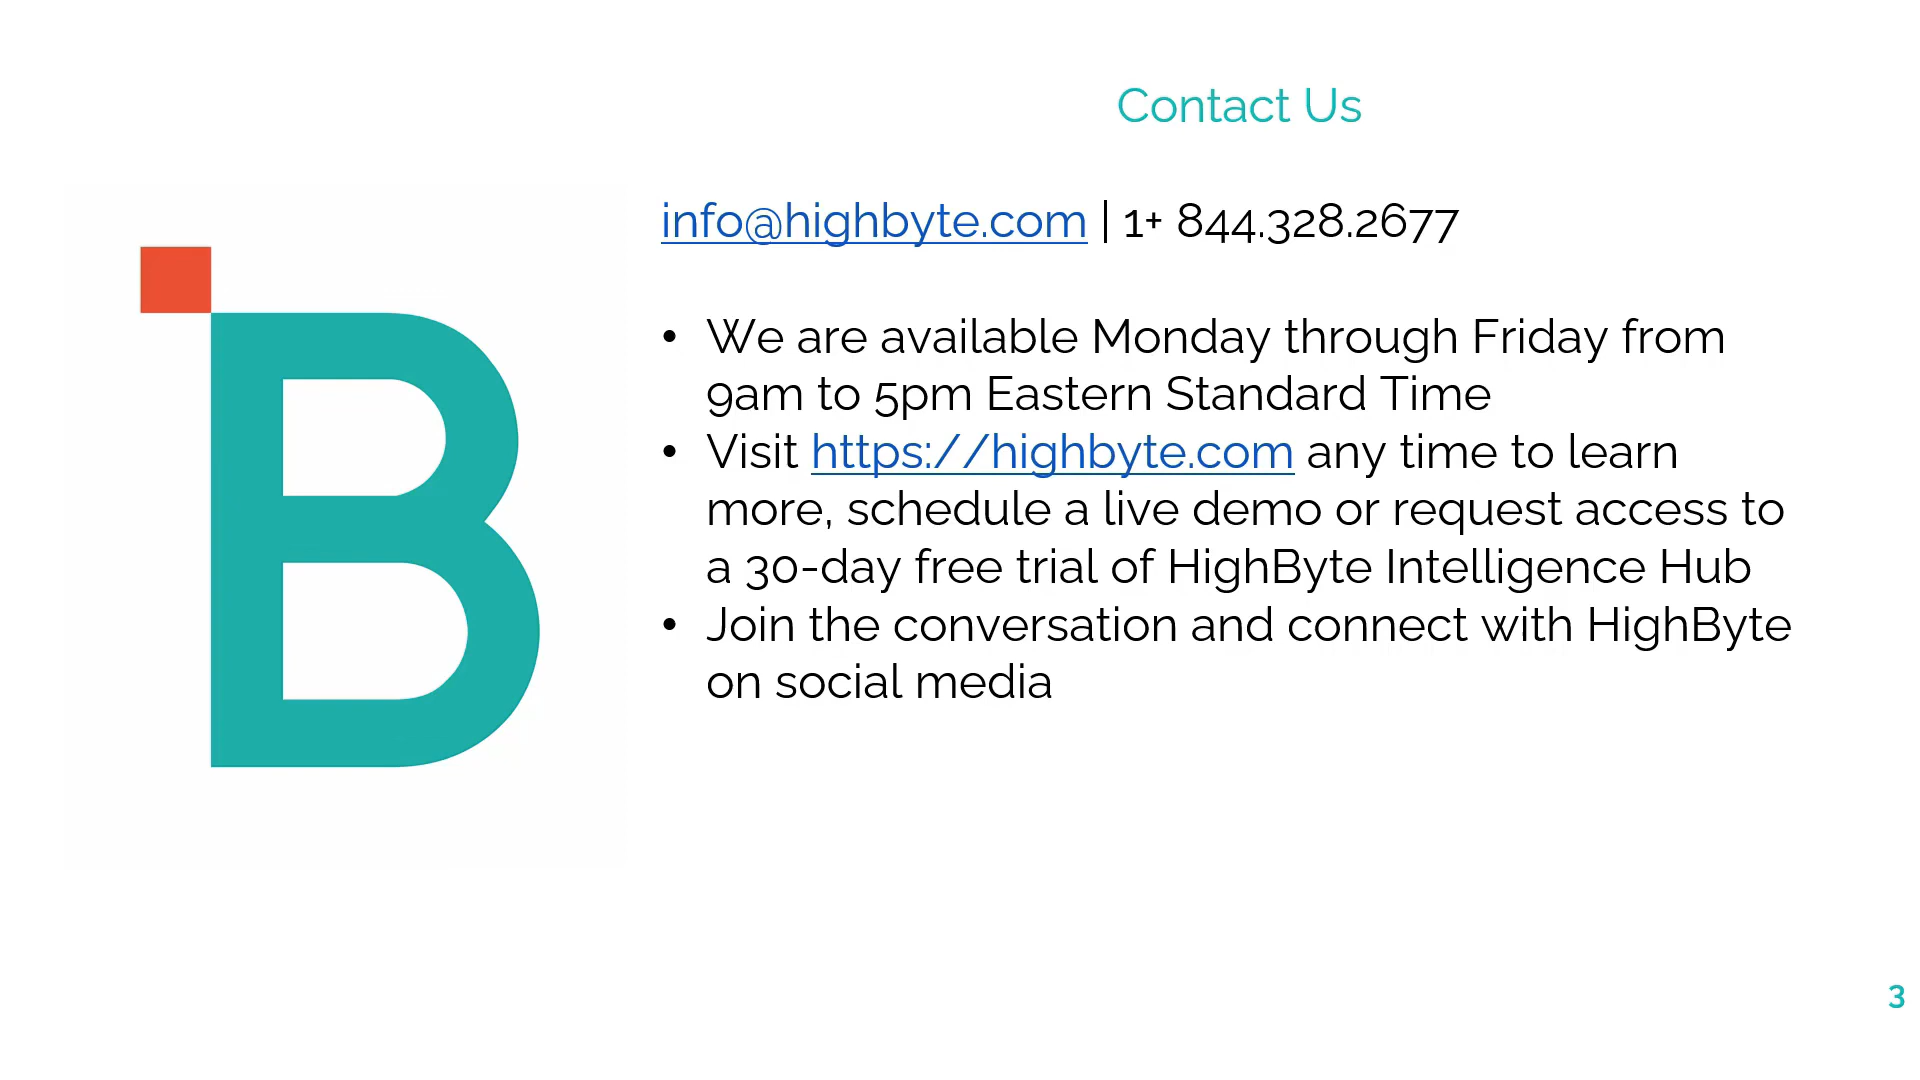 Contact Us
info@highbyte.com | 1+ 844.328.2677
• We are available Monday through Friday from
9am to 5pm Eastern Standard Time
• Visit https://highbyte.com any time to learn
more, schedule a live demo or request access to
a 30-day free trial of HighByte Intelligence Hub
• Join the conversation and connect with HighByte
on social media
B
3